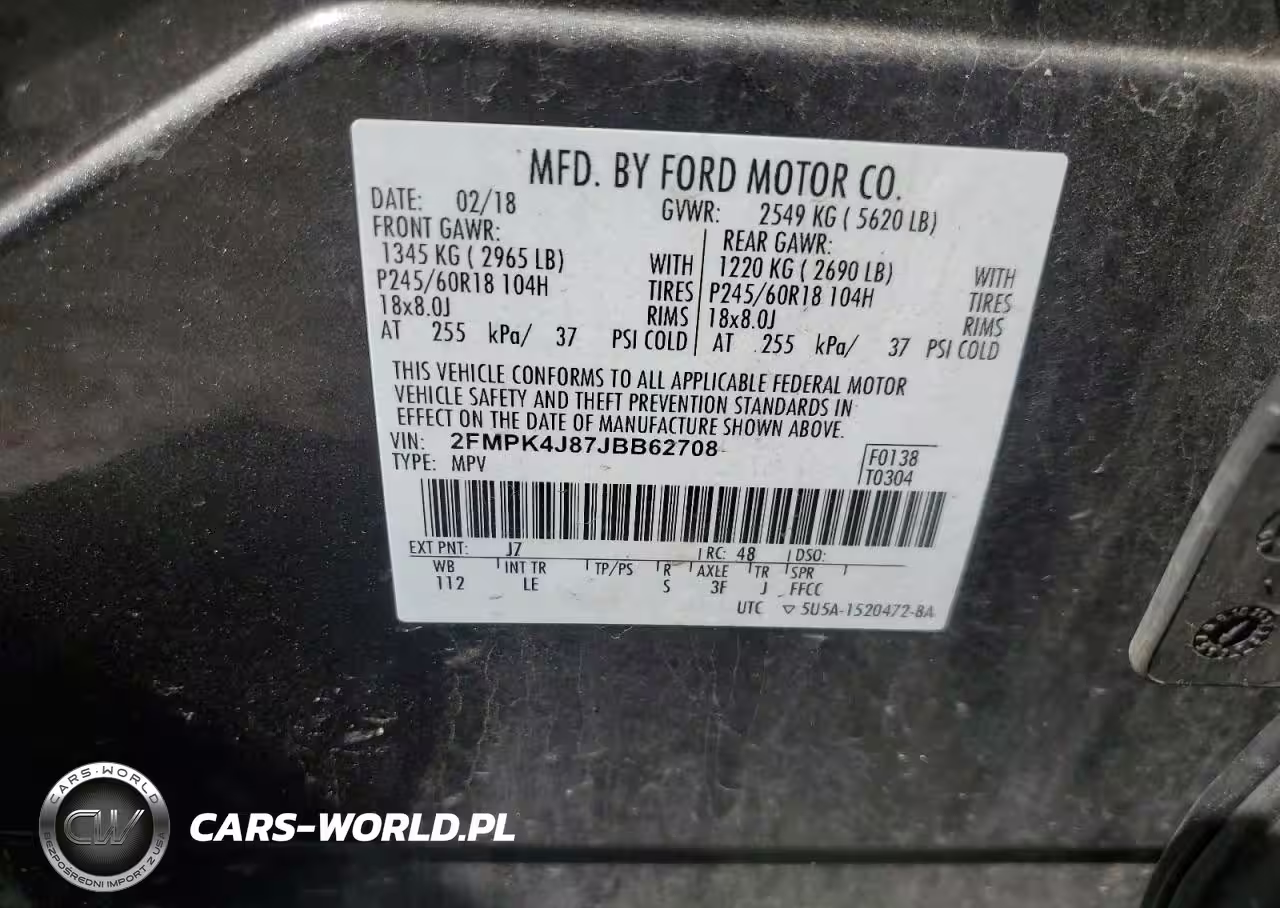 MFD. BY FORD MOTOR CO.
DATE: 02/18 GVWR: 2549 KG ( 5620 LB)
FRONT GAWR: REAR GAWR:
1345 KG ( 2965 LB) WITH 1220 KG ( 2690 LB) WITH
P245/60R18 104H TIRES P245/60R18 104H TIRES
18x8.0J RIMS 18x8.0J RIMS
AT 255 kPa/ 37 PSI COLD AT 255 kPa/ 37 PSI COLD
THIS VEHICLE CONFORMS TO ALL APPLICABLE FEDERAL MOTOR
VEHICLE SAFETY AND THEFT PREVENTION STANDARDS IN
EFFECT ON THE DATE OF MANUFACTURE SHOWN ABOVE.
VIN: 2FMPK4J87JBB62708
TYPE: MPV
F0138
T0304
EXT PNT: J7 RC: 48 DSO:
WB INT TR TP/PS R AXLE TR SPR
112 LE S 3F J FFCC
UTC ▽ 5U5A-1520472-BA
CARS-WORLD
CW
BEZPOŚREDNI IMPORT Z USA
CARS-WORLD.PL